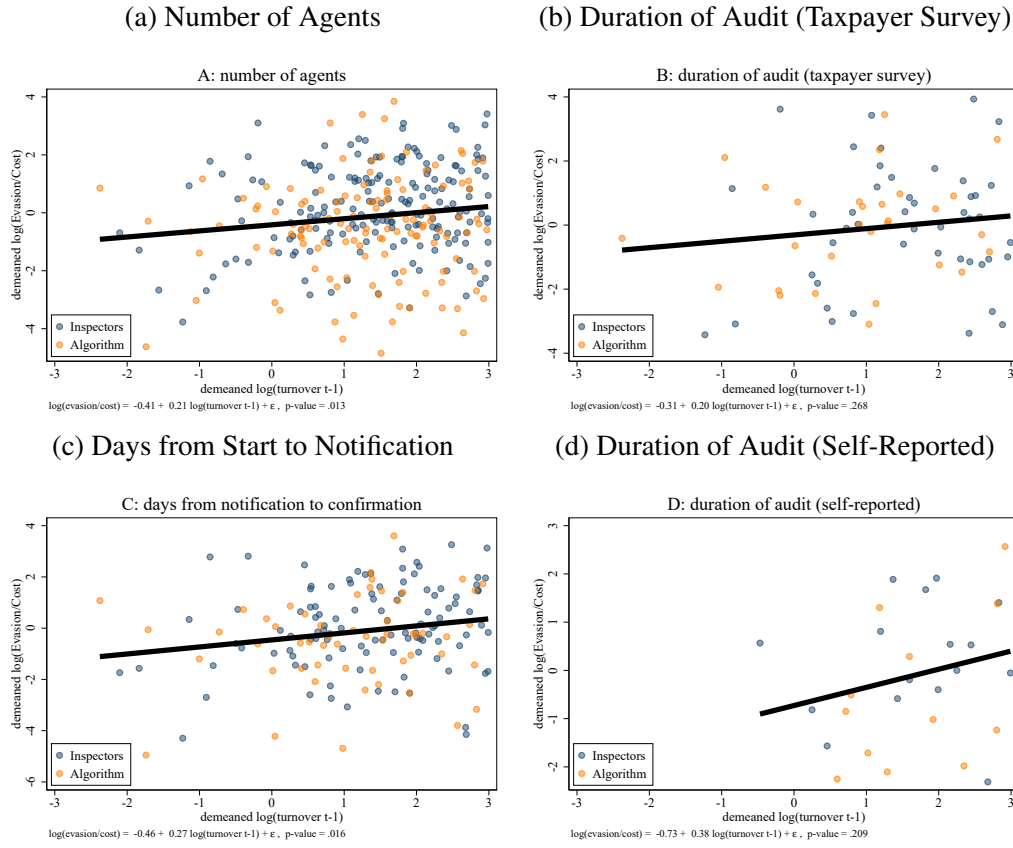 (a) Number of Agents
A: number of agents
demeaned log(Evasion/Cost)
4
2
0
-2
-4
Inspectors
Algorithm
-3 -2 -1 0 1 2 3
demeaned log(turnover t-1)
log(evasion/cost) = -0.41 + 0.21 log(turnover t-1) + ε , p-value = .013
(b) Duration of Audit (Taxpayer Survey)
B: duration of audit (taxpayer survey)
demeaned log(Evasion/Cost)
4
2
0
-2
-4
Inspectors
Algorithm
-3 -2 -1 0 1 2 3
demeaned log(turnover t-1)
log(evasion/cost) = -0.31 + 0.20 log(turnover t-1) + ε , p-value = .268
(c) Days from Start to Notification
C: days from notification to confirmation
demeaned log(Evasion/Cost)
4
2
0
-2
-4
-6
Inspectors
Algorithm
-3 -2 -1 0 1 2 3
demeaned log(turnover t-1)
log(evasion/cost) = -0.46 + 0.27 log(turnover t-1) + ε , p-value = .016
(d) Duration of Audit (Self-Reported)
D: duration of audit (self-reported)
demeaned log(Evasion/Cost)
3
2
1
0
-1
-2
Inspectors
Algorithm
-3 -2 -1 0 1 2 3
demeaned log(turnover t-1)
log(evasion/cost) = -0.73 + 0.38 log(turnover t-1) + ε , p-value = .209